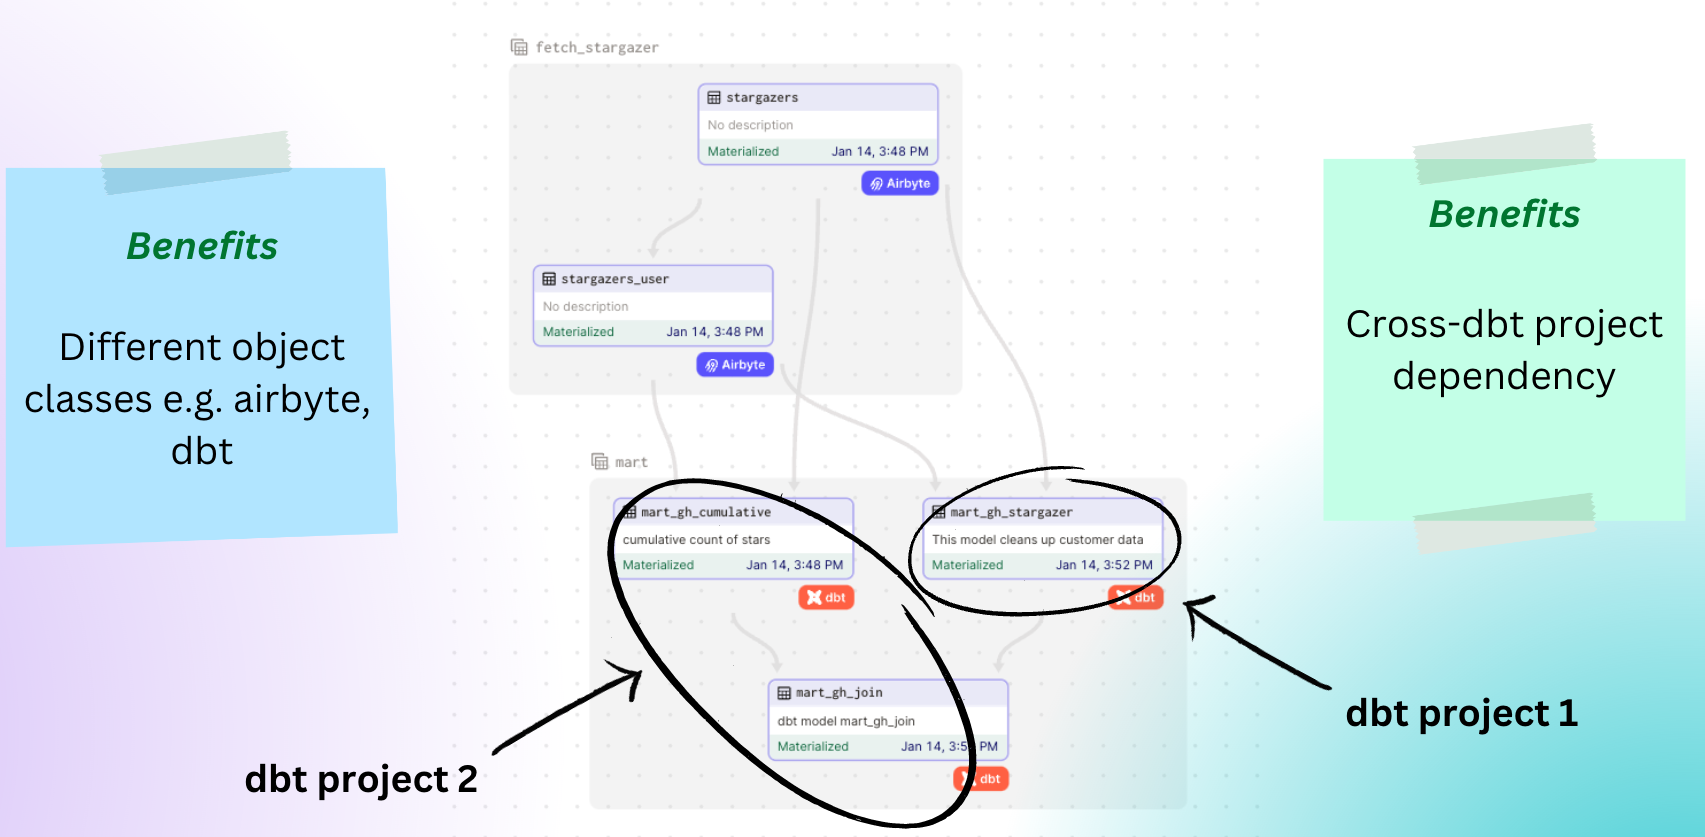 fetch_stargazer
stargazers
No description
Materialized Jan 14, 3:48 PM
Airbyte
stargazers_user
No description
Materialized Jan 14, 3:48 PM
Airbyte
Benefits
Different object
classes e.g. airbyte,
dbt
Benefits
Cross-dbt project
dependency
mart
mart_gh_cumulative
cumulative count of stars
Materialized Jan 14, 3:48 PM
dbt
mart_gh_stargazer
This model cleans up customer data
Materialized Jan 14, 3:52 PM
dbt
mart_gh_join
dbt model mart_gh_join
Materialized Jan 14, PM
dbt
dbt project 1
dbt project 2